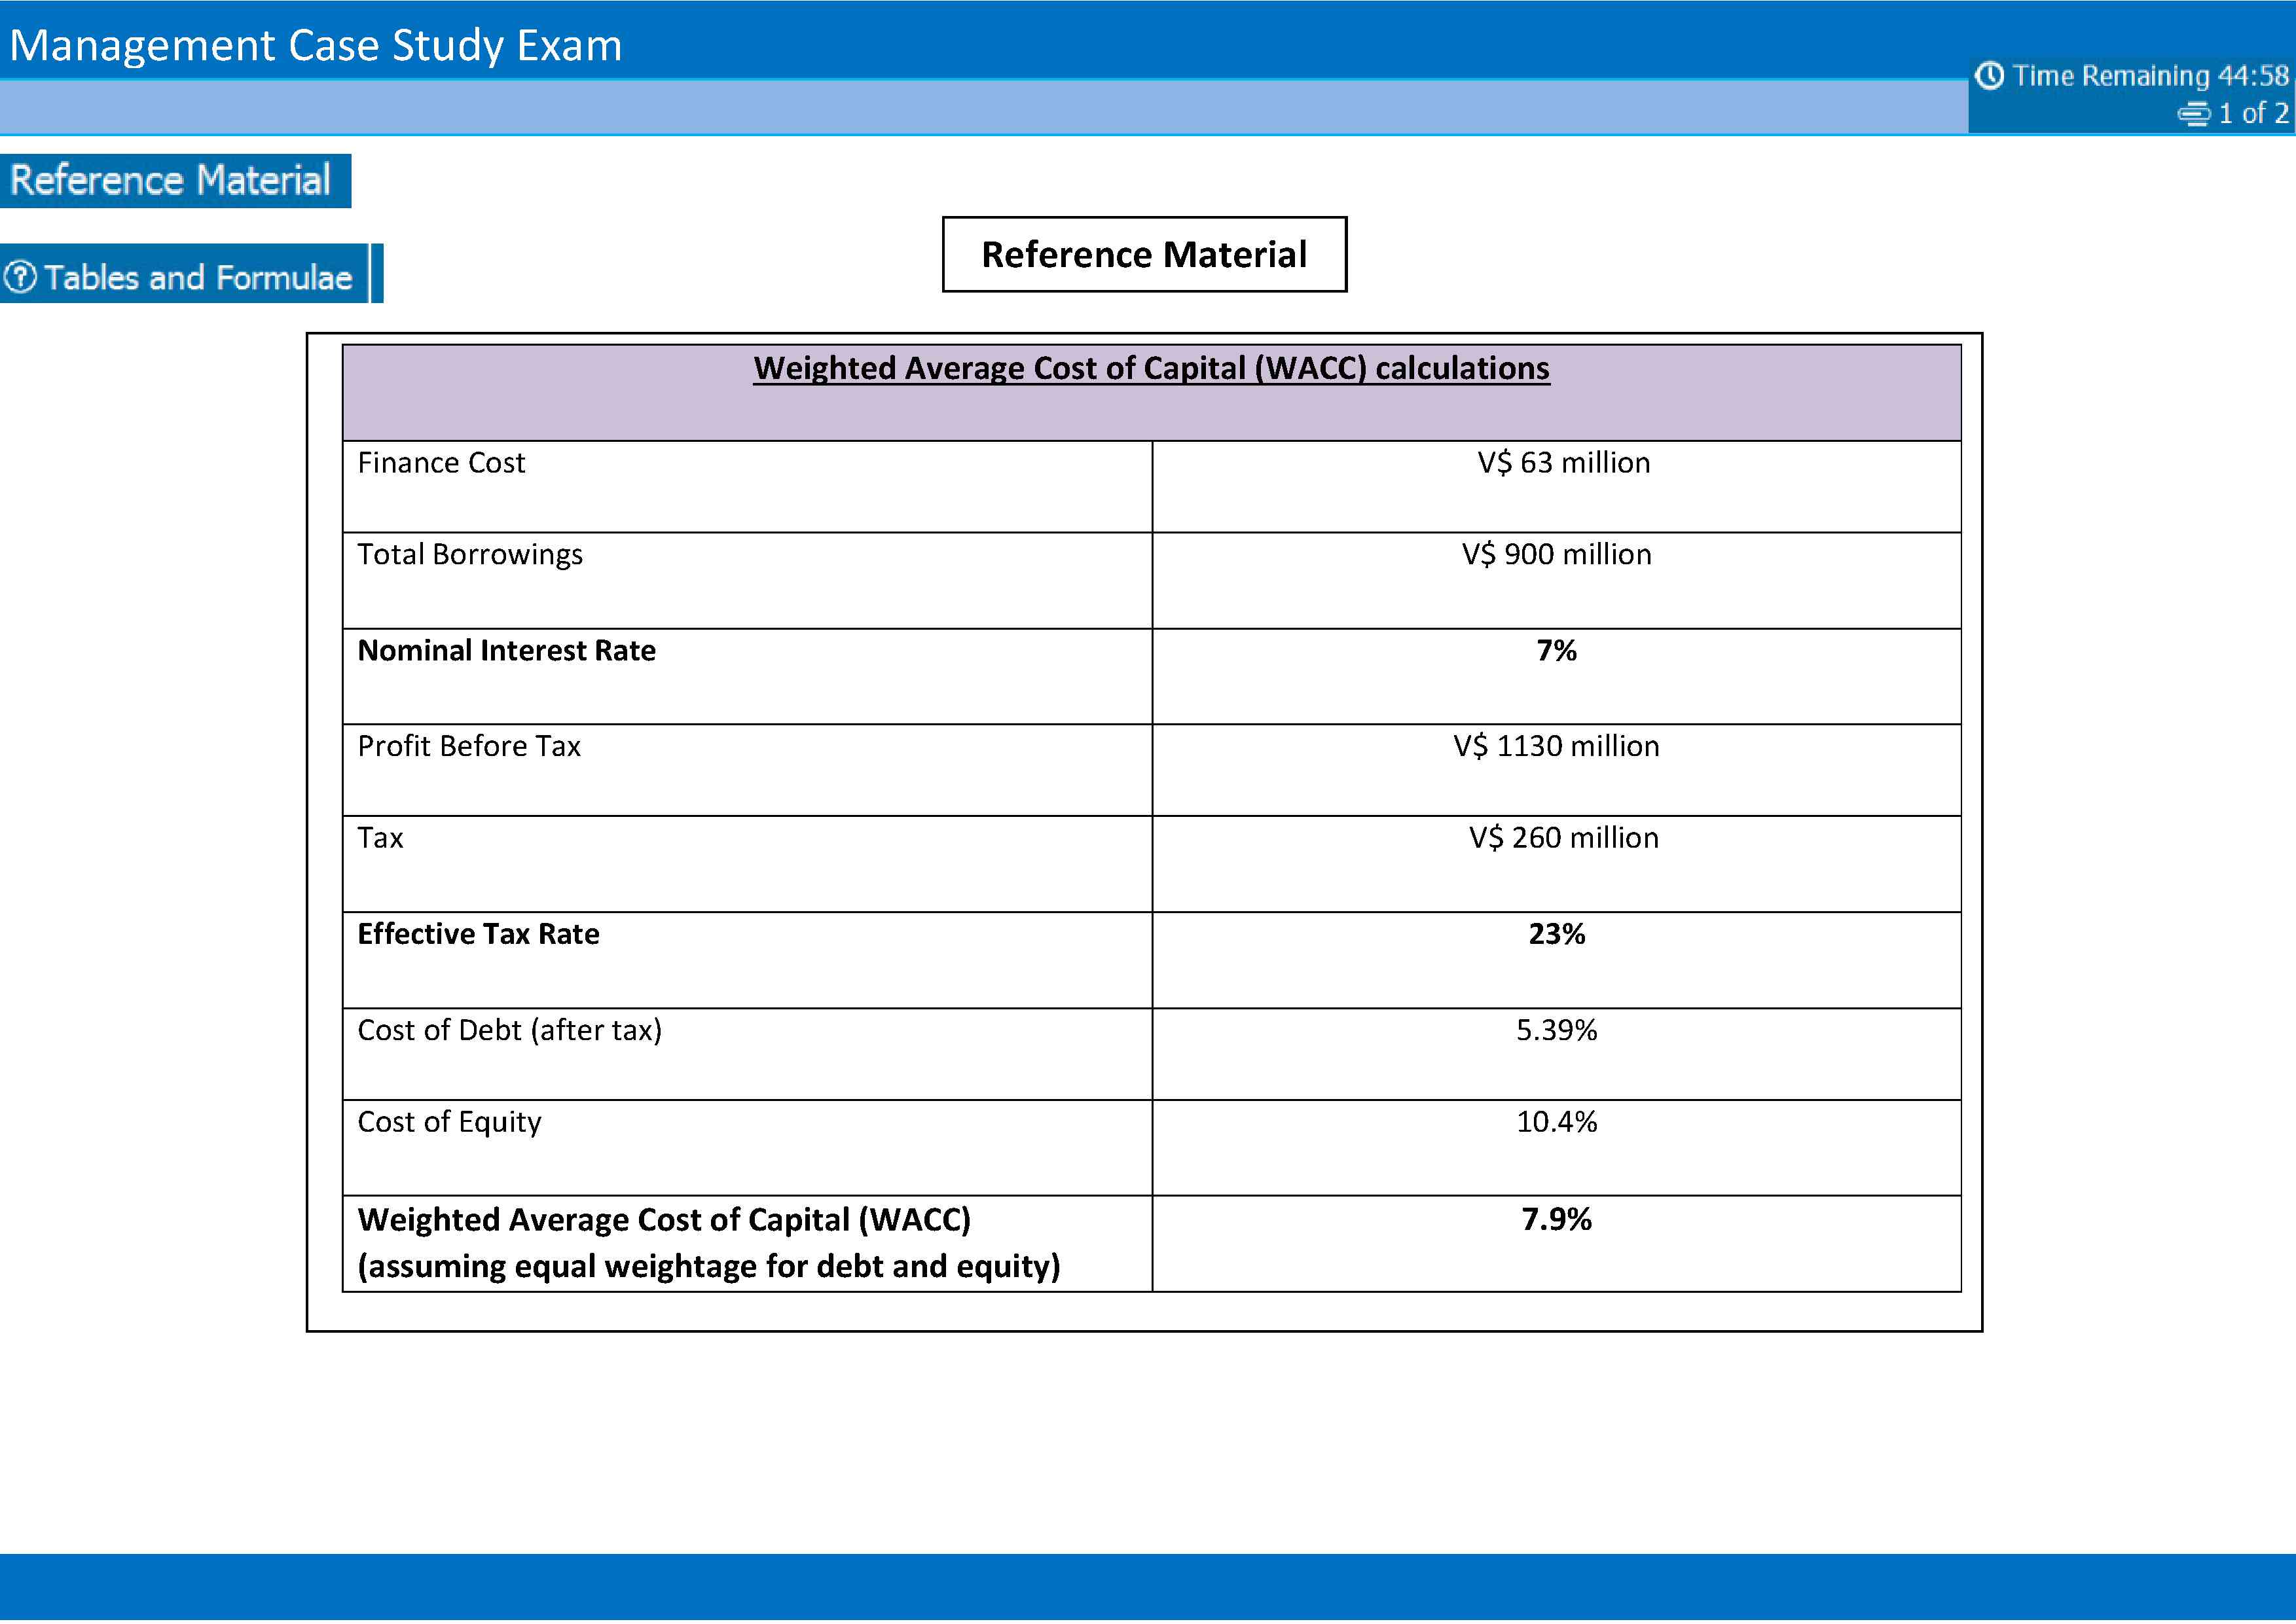 Management Case Study Exam
Time Remaining 44:58
1 of 2
Reference Material
Reference Material
Tables and Formulae
Weighted Average Cost of Capital (WACC) calculations
Finance Cost V$ 63 million
Total Borrowings V$ 900 million
Nominal Interest Rate 7%
Profit Before Tax V$ 1130 million
Tax V$ 260 million
Effective Tax Rate 23%
Cost of Debt (after tax) 5.39%
Cost of Equity 10.4%
Weighted Average Cost of Capital (WACC) 7.9%
(assuming equal weightage for debt and equity)